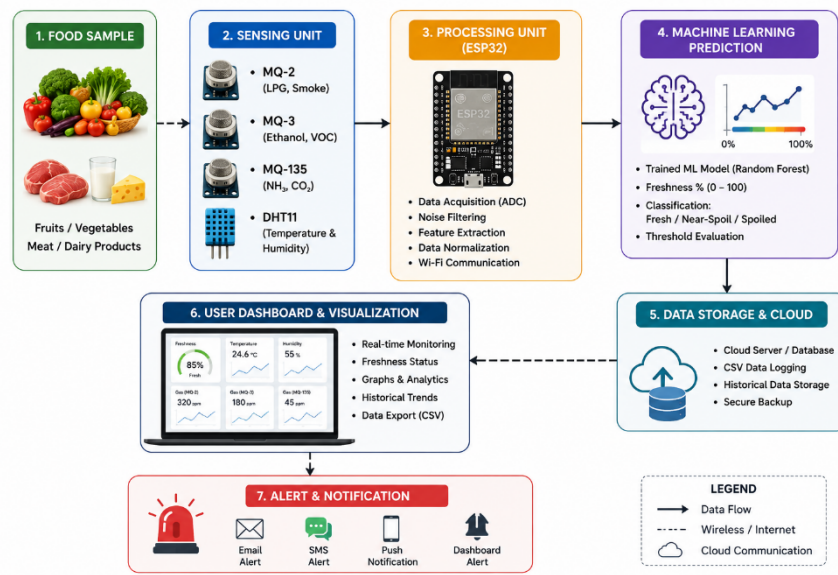 1. FOOD SAMPLE
Fruits / Vegetables
Meat / Dairy Products
2. SENSING UNIT
• MQ-2
(LPG, Smoke)
• MQ-3
(Ethanol, VOC)
• MQ-135
(NH₃, CO₂)
• DHT11
(Temperature &
Humidity)
3. PROCESSING UNIT
(ESP32)
ESP32
• Data Acquisition (ADC)
• Noise Filtering
• Feature Extraction
• Data Normalization
• Wi-Fi Communication
4. MACHINE LEARNING
PREDICTION
0% 100%
• Trained ML Model (Random Forest)
• Freshness % (0 – 100)
• Classification:
Fresh / Near-Spoil / Spoiled
• Threshold Evaluation
5. DATA STORAGE & CLOUD
• Cloud Server / Database
• CSV Data Logging
• Historical Data Storage
• Secure Backup
6. USER DASHBOARD & VISUALIZATION
Freshness
85%
Fresh
Temperature
24.6 °C
Humidity
55 %
Gas (MQ-2)
320 ppm
180 ppm
Gas (MQ-135)
45 ppm
• Real-time Monitoring
• Freshness Status
• Graphs & Analytics
• Historical Trends
• Data Export (CSV)
7. ALERT & NOTIFICATION
Email
Alert
SMS
Alert
Push
Notification
Dashboard
Alert
LEGEND
Data Flow
Wireless / Internet
Cloud Communication